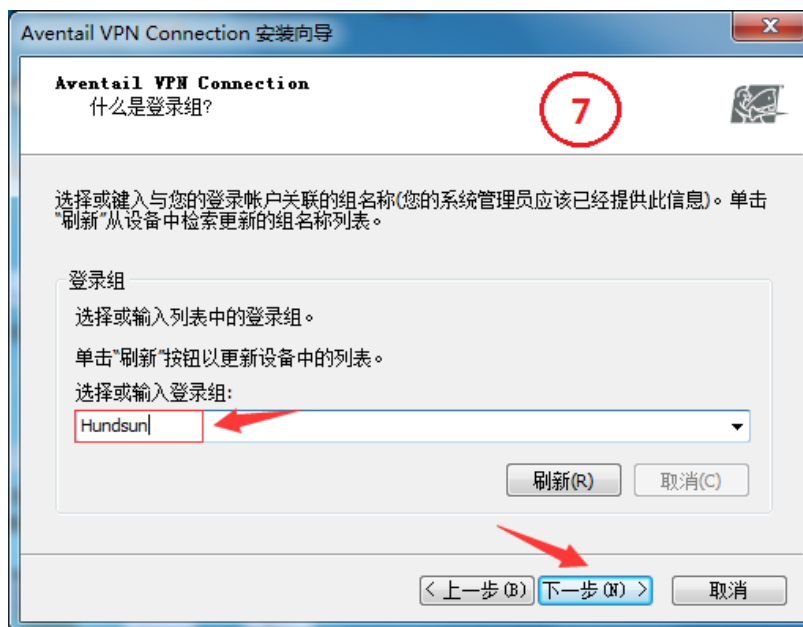 Aventail VPN Connection 安装向导
Aventail VPN Connection
什么是登录组?
7
选择或键入与您的登录帐户关联的组名称(您的系统管理员应该已经提供此信息)。单击
"刷新"从设备中检索更新的组名称列表。
登录组
选择或输入列表中的登录组。
单击"刷新"按钮以更新设备中的列表。
选择或输入登录组:
Hundsun
刷新(R) 取消(C)
< 上一步(B) 下一步(N) > 取消